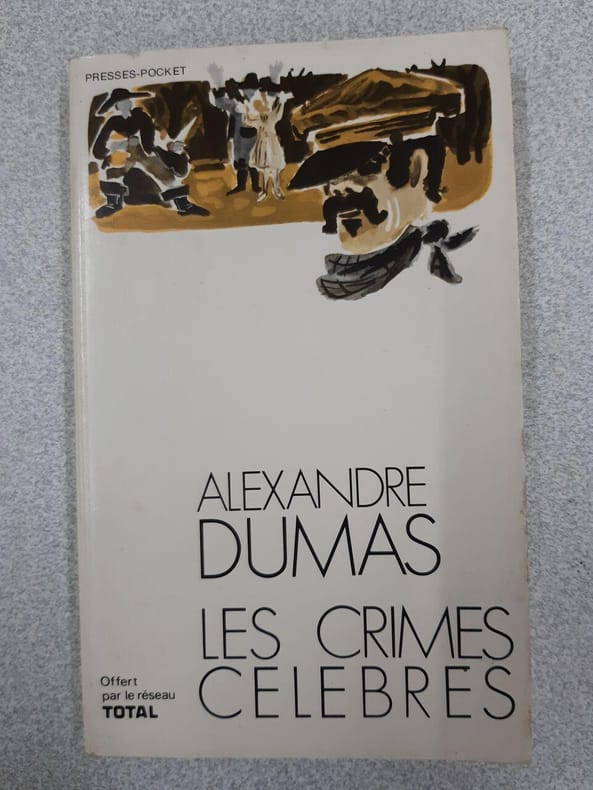 PRESSES-POCKET
ALEXANDRE
DUMAS
LES CRIMES
CELEBRES
Offert
par le réseau
TOTAL